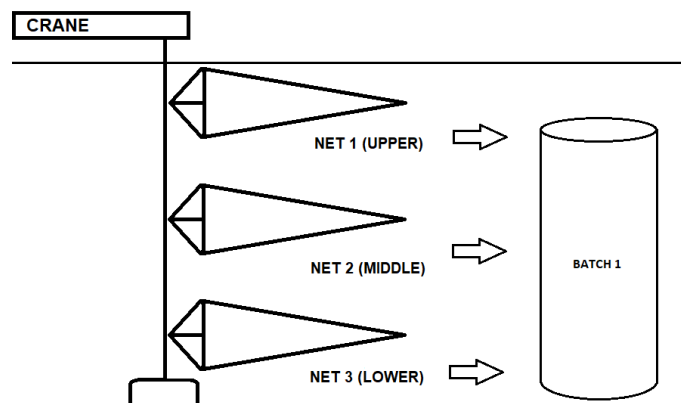 CRANE
NET 1 (UPPER)
NET 2 (MIDDLE)
BATCH 1
NET 3 (LOWER)